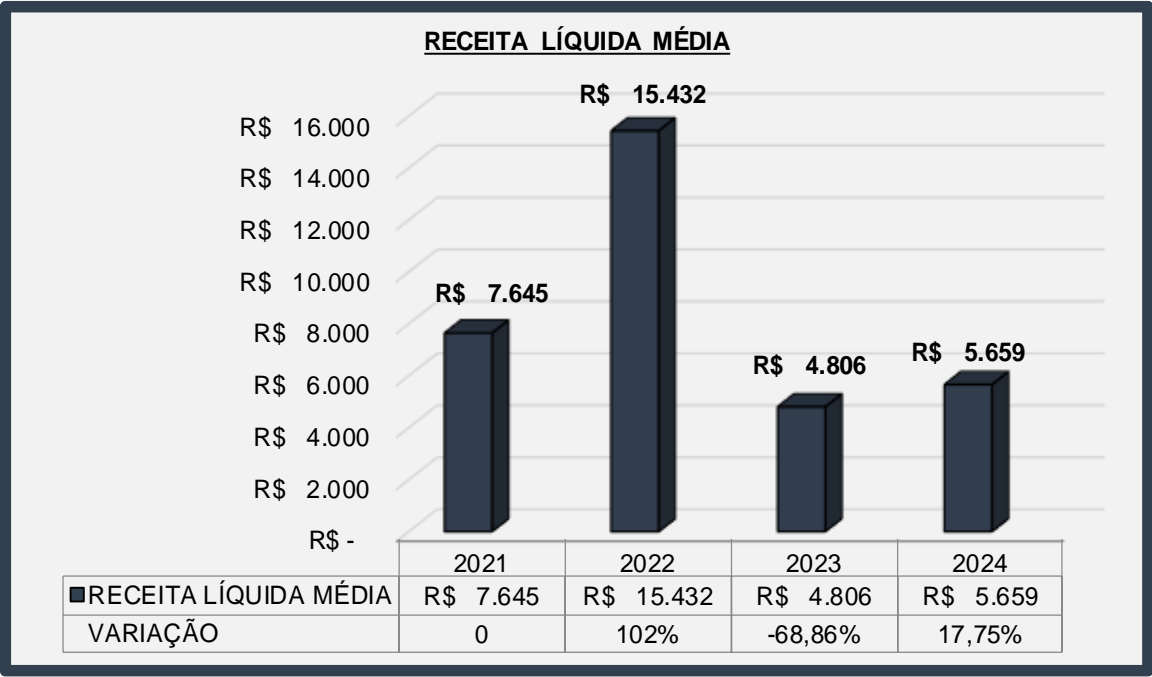 RECEITA LÍQUIDA MÉDIA
R$ 15.432
R$ 16.000
R$ 14.000
R$ 12.000
R$ 10.000
R$ 7.645
R$ 8.000
R$ 4.806
R$ 5.659
R$ 6.000
R$ 4.000
R$ 2.000
R$ -
2021 2022 2023 2024
RECEITA LÍQUIDA MÉDIA R$ 7.645 R$ 15.432 R$ 4.806 R$ 5.659
VARIAÇÃO 0 102% -68,86% 17,75%